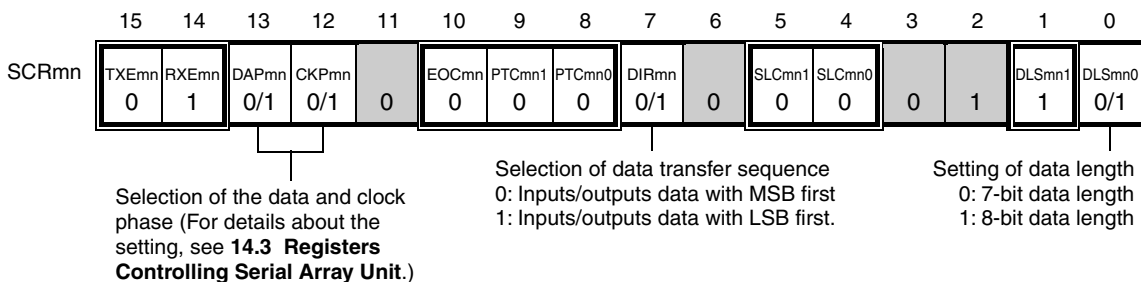 15 14 13 12 11 10 9 8 7 6 5 4 3 2 1 0
SCRmn TXEmn RXEmn DAPmn CKPmn EOCmn PTCmn1 PTCmn0 DIRmn SLCmn1 SLCmn0 DLSmn1 DLSmn0
0 1 0/1 0/1 0 0 0 0 0/1 0 0 0 0 1 1 0/1
Selection of the data and clock
phase (For details about the
setting, see 14.3 Registers
Controlling Serial Array Unit.)
Selection of data transfer sequence
0: Inputs/outputs data with MSB first
1: Inputs/outputs data with LSB first.
Setting of data length
0: 7-bit data length
1: 8-bit data length